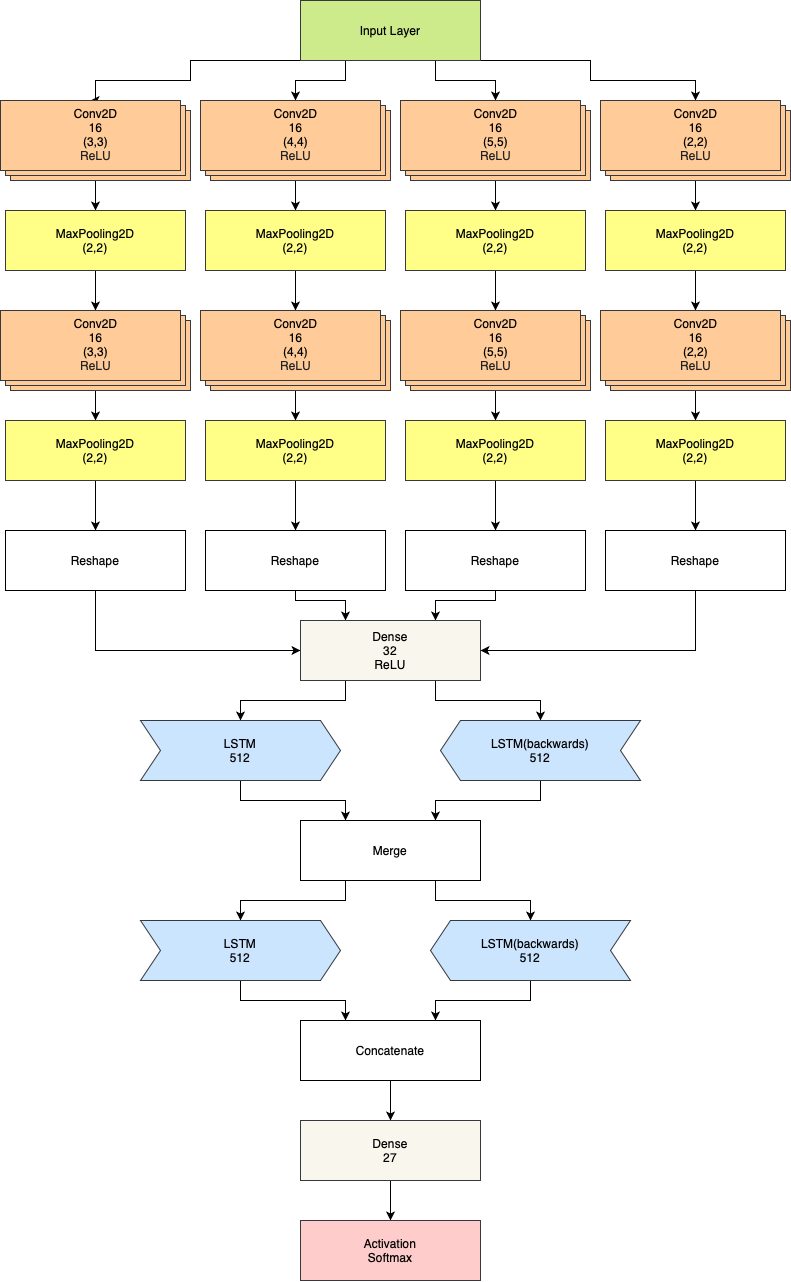 Input Layer
Conv2D
16
(3,3)
ReLU
Conv2D
16
(4,4)
ReLU
Conv2D
16
(5,5)
ReLU
Conv2D
16
(2,2)
ReLU
MaxPooling2D
(2,2)
MaxPooling2D
(2,2)
MaxPooling2D
(2,2)
MaxPooling2D
(2,2)
Conv2D
16
(3,3)
ReLU
Conv2D
16
(4,4)
ReLU
Conv2D
16
(5,5)
ReLU
Conv2D
16
(2,2)
ReLU
MaxPooling2D
(2,2)
MaxPooling2D
(2,2)
MaxPooling2D
(2,2)
MaxPooling2D
(2,2)
Reshape
Reshape
Reshape
Reshape
Dense
32
ReLU
LSTM
512
LSTM(backwards)
512
Merge
LSTM
512
LSTM(backwards)
512
Concatenate
Dense
27
Activation
Softmax